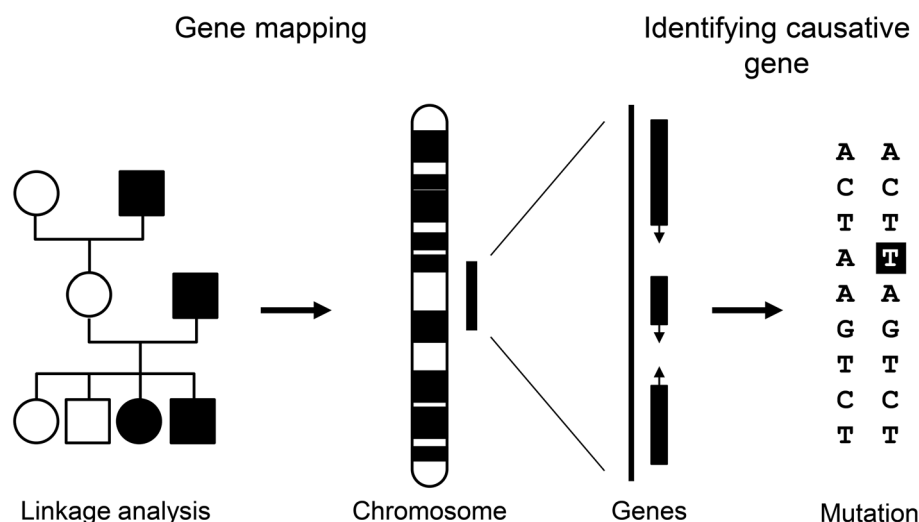 Gene mapping
Identifying causative
gene
A A
C C
T T
A T
A A
G G
T T
C C
T T
Linkage analysis
Chromosome
Genes
Mutation